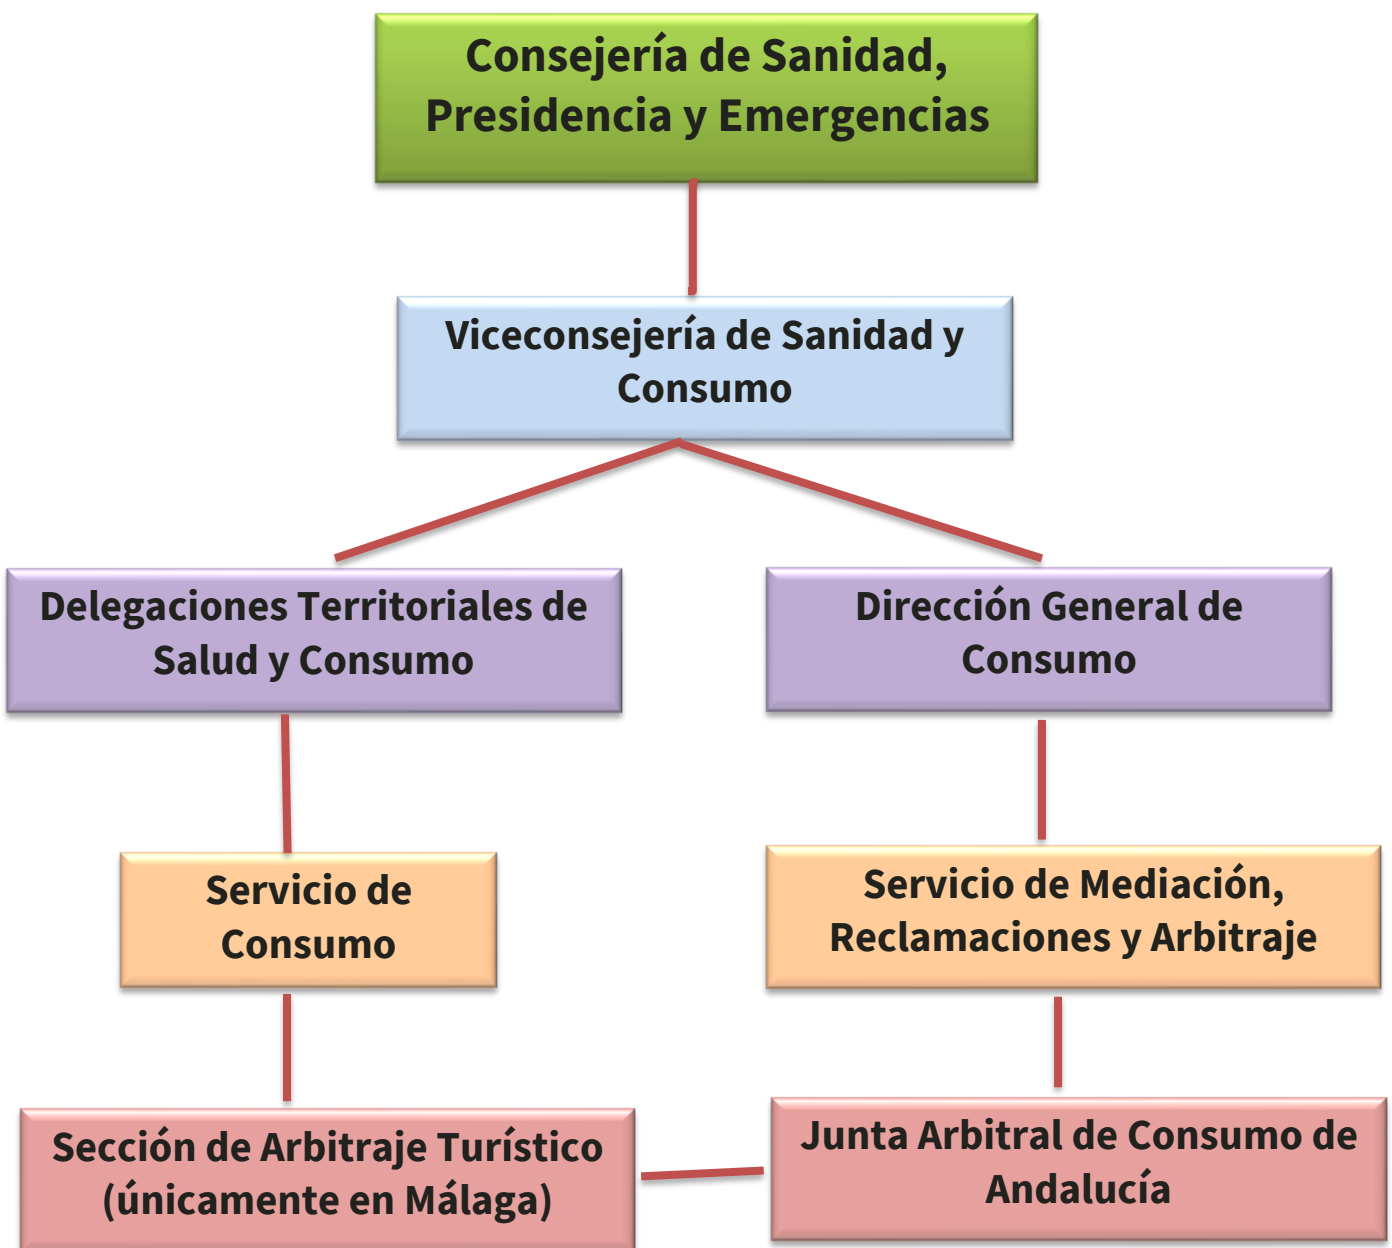 Consejería de Sanidad,
Presidencia y Emergencias
Viceconsejería de Sanidad y
Consumo
Delegaciones Territoriales de
Salud y Consumo
Dirección General de
Consumo
Servicio de
Consumo
Servicio de Mediación,
Reclamaciones y Arbitraje
Sección de Arbitraje Turístico
(únicamente en Málaga)
Junta Arbitral de Consumo de
Andalucía